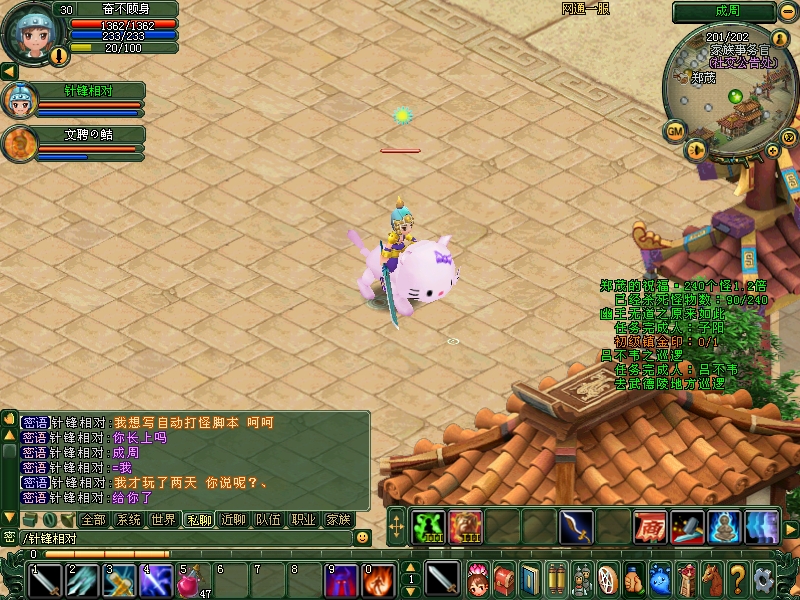 30 奋不顾身
1362/1362
233/233
20/100
针锋相对
文聘の鲒
网通一服
成周
201/202
家族事务官
(社交公告处)
郑茂
GM
郑茂的祝福-240个怪1.2倍
已经杀死怪物数：90/240
幽王无道之原来如此
任务完成人：子阳
初级镇金印：0/1
吕不韦之巡逻
任务完成人：吕不韦
去武德陵地方巡逻
[密语]针锋相对:我想写自动打怪脚本 呵呵
密语 针锋相对:你长上吗
密语 针锋相对:成周
密语 针锋相对:=我
[密语]针锋相对:我才玩了两天 你说呢？、
密语 针锋相对:给你了
全部 系统 世界 私聊 近聊 队伍 职业 家族
密 /针锋相对
III III 商
0
1 2 3 4 5 47 6 7 8 9 0 1 ?